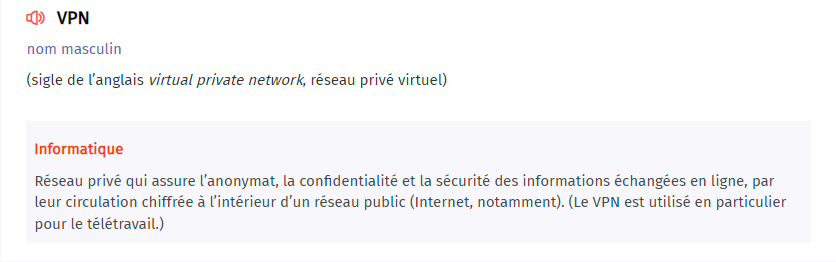 VPN
nom masculin
(sigle de l’anglais virtual private network, réseau privé virtuel)
Informatique
Réseau privé qui assure l’anonymat, la confidentialité et la sécurité des informations échangées en ligne, par
leur circulation chiffrée à l’intérieur d’un réseau public (Internet, notamment). (Le VPN est utilisé en particulier
pour le télétravail.)